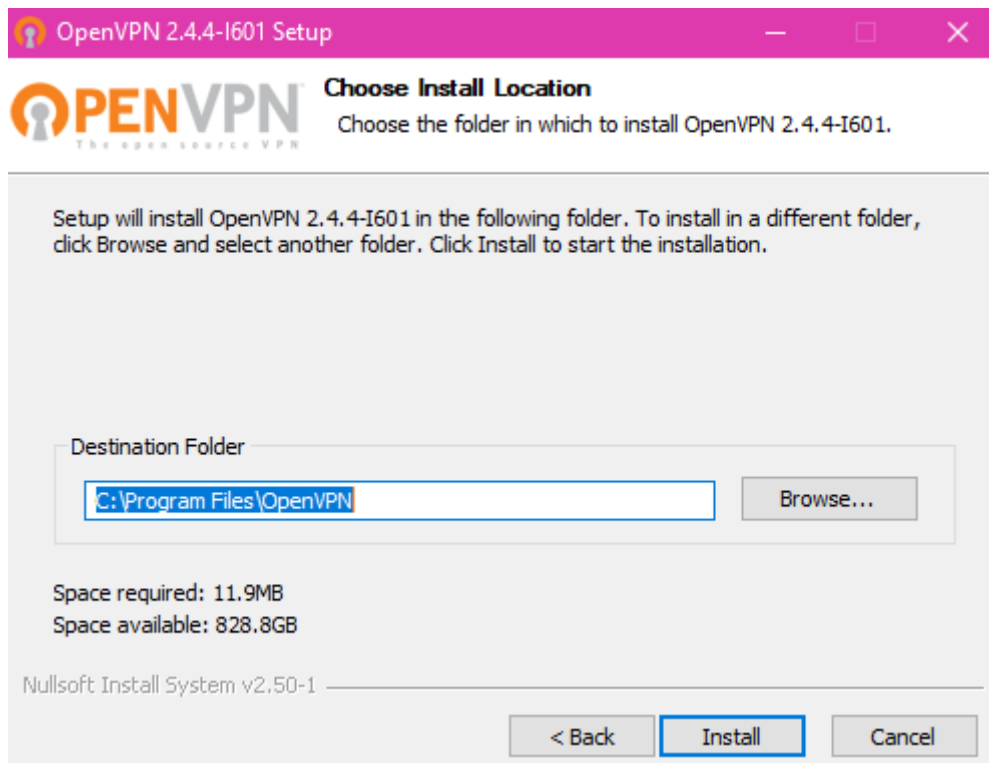 OpenVPN 2.4.4-I601 Setup
OPENVPN
The open source VPN
Choose Install Location
Choose the folder in which to install OpenVPN 2.4.4-I601.
Setup will install OpenVPN 2.4.4-I601 in the following folder. To install in a different folder,
click Browse and select another folder. Click Install to start the installation.
Destination Folder
C:\Program Files\OpenVPN
Browse...
Space required: 11.9MB
Space available: 828.8GB
Nullsoft Install System v2.50-1
< Back
Install
Cancel